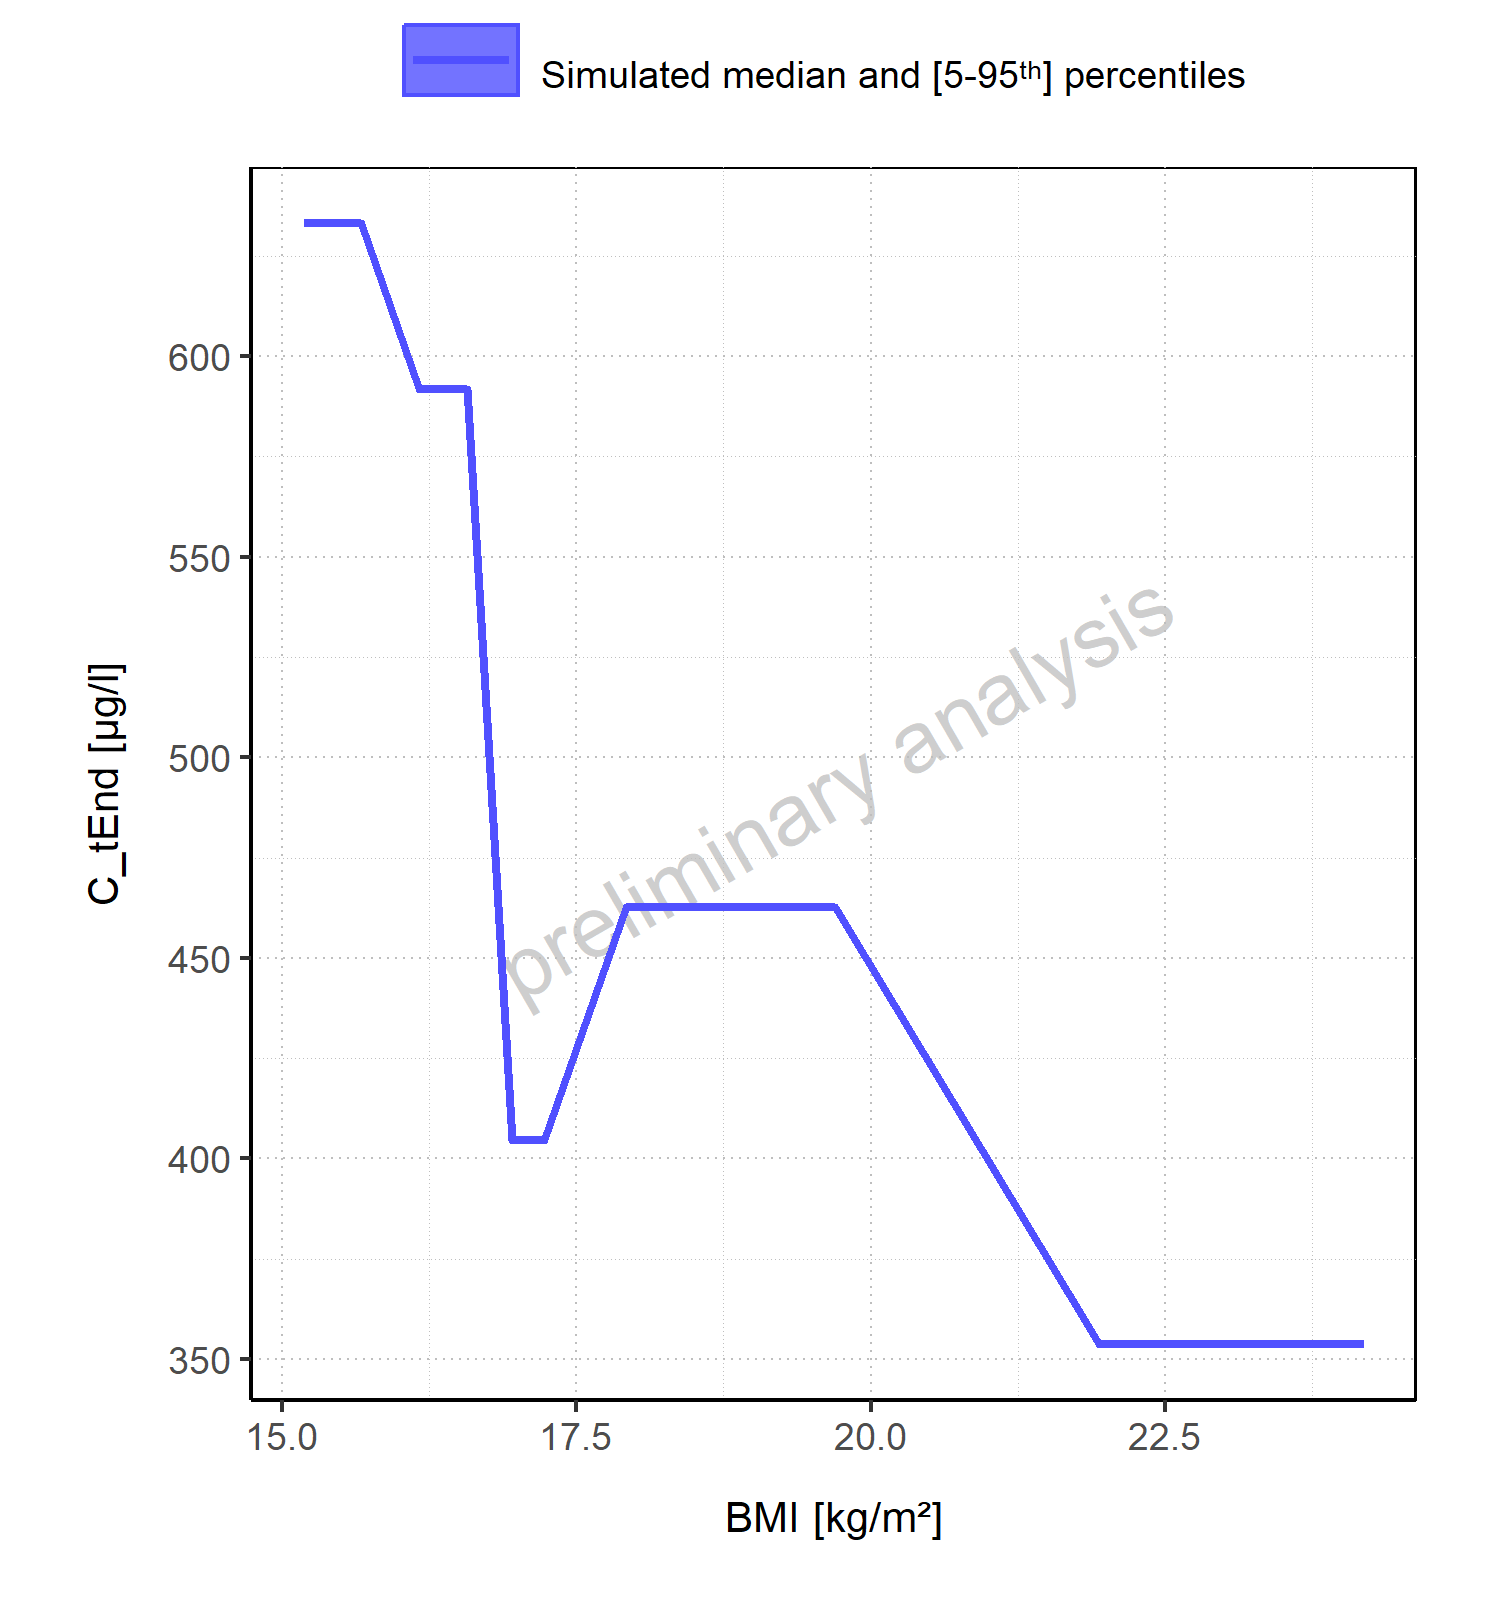 Simulated median and [5-95ᵗʰ] percentiles
600
550
500
450
400
350
C_tEnd [µg/l]
preliminary analysis
15.0 17.5 20.0 22.5
BMI [kg/m²]